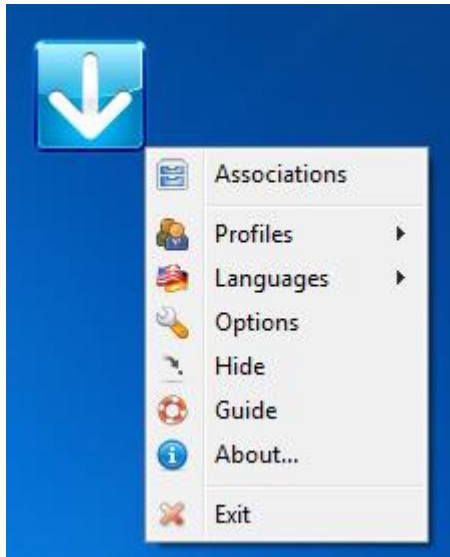 Associations
Profiles
Languages
Options
Hide
Guide
About...
Exit